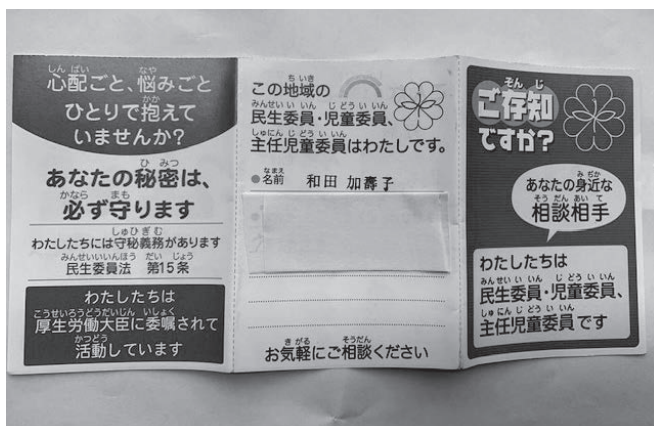 心配ごと、悩みごと
ひとりで抱えて
いませんか?
あなたの秘密は、
必ず守ります
わたしたちには守秘義務があります
民生委員法 第15条
わたしたちは
厚生労働大臣に委嘱されて
活動しています
この地域の
民生委員・児童委員、
主任児童委員はわたしです。
●名前 和田 加壽子
お気軽にご相談ください
ご存知
ですか?
あなたの身近な
相談相手
わたしたちは
民生委員・児童委員、
主任児童委員です